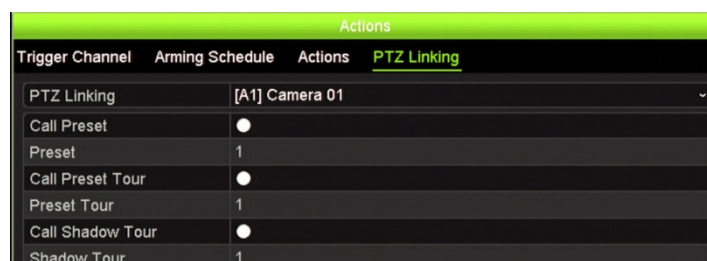 Actions
Trigger Channel Arming Schedule Actions PTZ Linking
PTZ Linking [A1] Camera 01
Call Preset
Preset 1
Call Preset Tour
Preset Tour 1
Call Shadow Tour
Shadow Tour 1